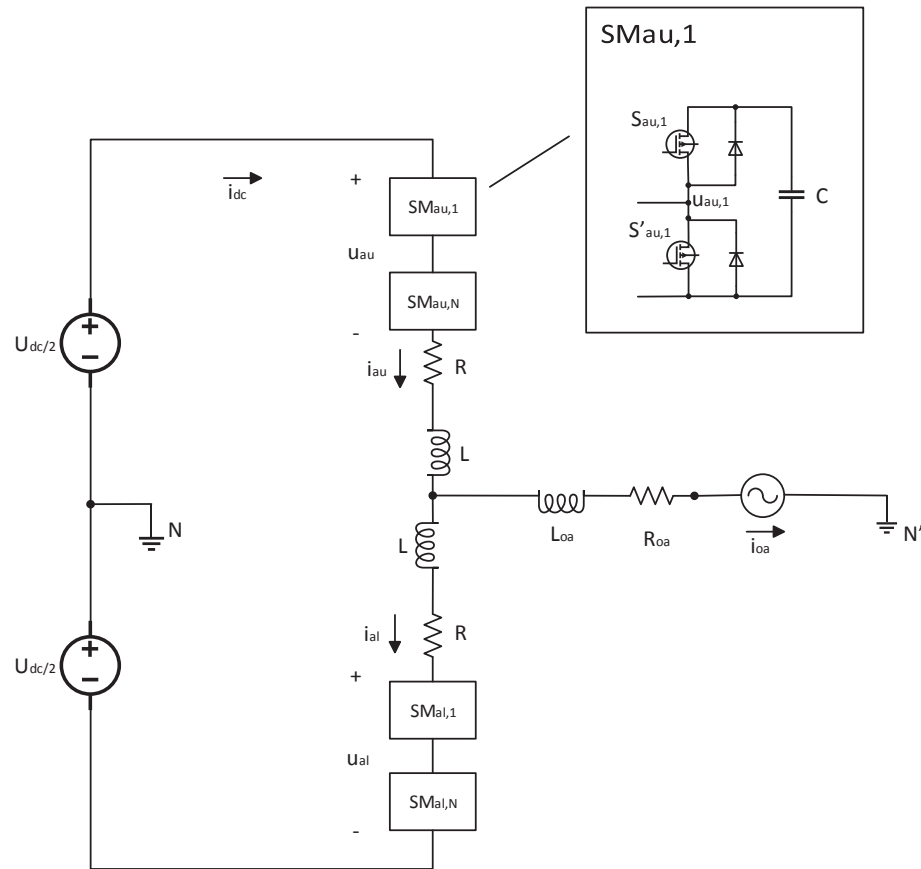 SMau,1
Sau,1
uau,1
C
S'au,1
idc
+
SMau,1
uau
SMau,N
-
iau
R
+
−
Udc/2
L
N
L
Loa
Roa
ioa
N'
ial
R
+
−
Udc/2
+
SMal,1
ual
SMal,N
-